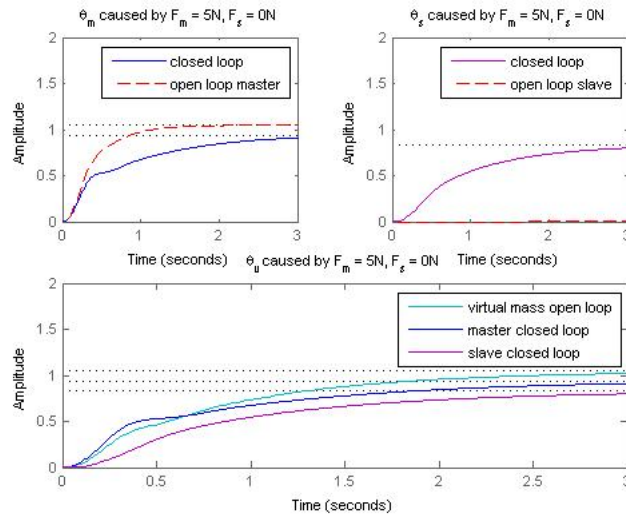 θm caused by Fm = 5N, Fs = 0N
2
1.5
1
0.5
0
Amplitude
closed loop
open loop master
0
1
2
3
Time (seconds)
θs caused by Fm = 5N, Fs = 0N
2
1.5
1
0.5
0
Amplitude
closed loop
open loop slave
0
1
2
3
Time (seconds)
θu caused by Fm = 5N, Fs = 0N
2
1.5
1
0.5
0
Amplitude
virtual mass open loop
master closed loop
slave closed loop
0
0.5
1
1.5
2
2.5
3
Time (seconds)